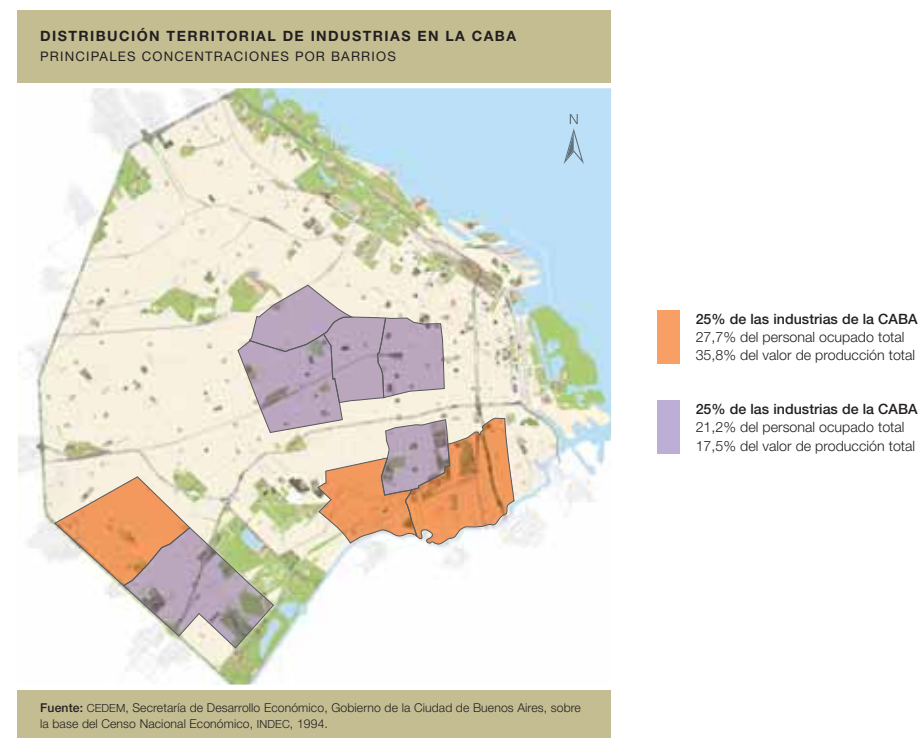 DISTRIBUCIÓN TERRITORIAL DE INDUSTRIAS EN LA CABA
PRINCIPALES CONCENTRACIONES POR BARRIOS
N
25% de las industrias de la CABA
27,7% del personal ocupado total
35,8% del valor de producción total
25% de las industrias de la CABA
21,2% del personal ocupado total
17,5% del valor de producción total
Fuente: CEDEM, Secretaría de Desarrollo Económico, Gobierno de la Ciudad de Buenos Aires, sobre
la base del Censo Nacional Económico, INDEC, 1994.